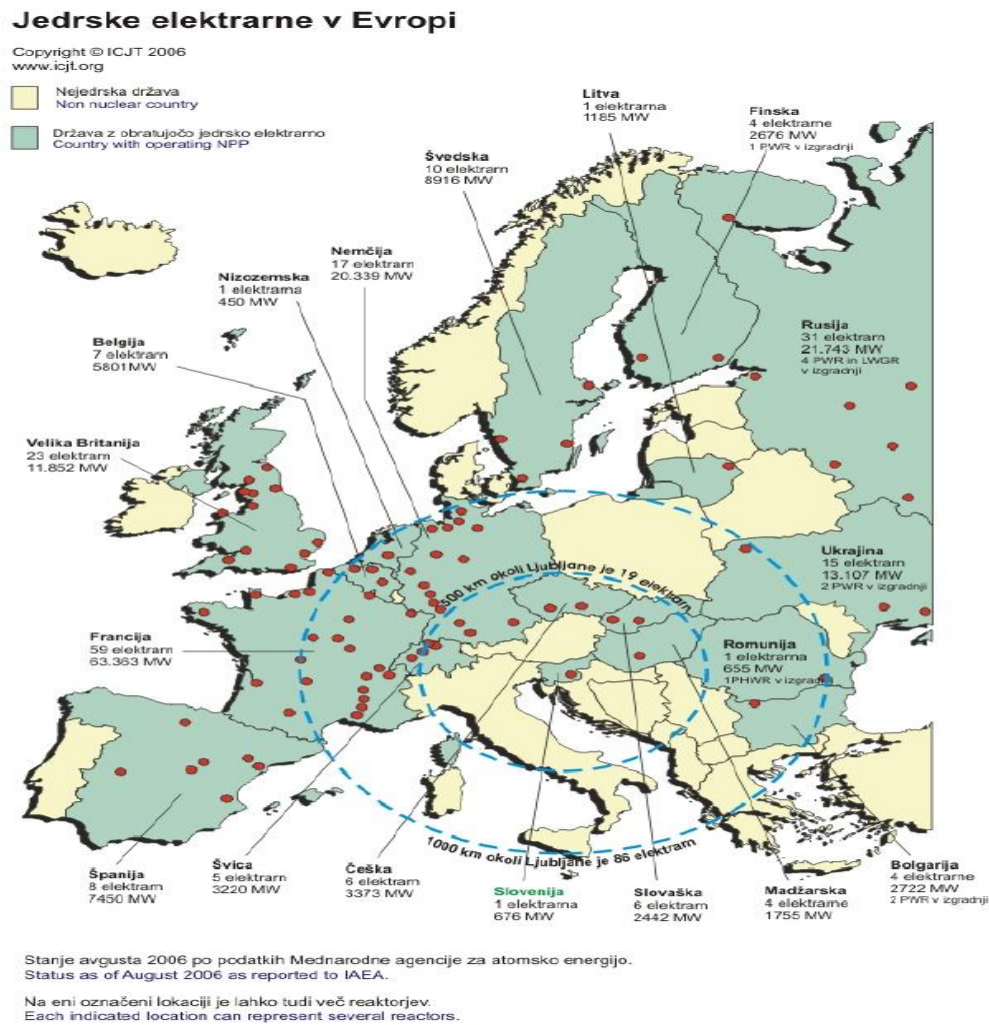 Jedrske elektrarne v Evropi
Copyright © ICJT 2006
www.icjt.org
Nejedrska država
Non nuclear country
Država z obratujočo jedrsko elektrarno
Country with operating NPP
Litva
1 elektrarna
1185 MW
Finska
4 elektrarne
2676 MW
1 PWR v izgradnji
Švedska
10 elektrarn
8916 MW
Nemčija
17 elektrarn
20.339 MW
Nizozemska
1 elektrarna
450 MW
Belgija
7 elektrarn
5801MW
Rusija
31 elektrarn
21.743 MW
4 PWR in LWGR
v izgradnji
Velika Britanija
23 elektrarn
11.852 MW
Ukrajina
15 elektrarn
13.107 MW
2 PWR v izgradnji
500 km okoli Ljubljane je 19 elektrarn
Francija
59 elektrarn
63.363 MW
Romunija
1 elektrarna
655 MW
1PHWR v izgradnji
1000 km okoli Ljubljane je 86 elektrarn
Španija
8 elektrarn
7450 MW
Švica
5 elektrarn
3220 MW
Češka
6 elektrarn
3373 MW
Slovenija
1 elektrarna
676 MW
Slovaška
6 elektrarn
2442 MW
Madžarska
4 elektrarne
1755 MW
Bolgarija
4 elektrarne
2722 MW
2 PWR v izgradnji
Stanje avgusta 2006 po podatkih Mednarodne agencije za atomsko energijo.
Status as of August 2006 as reported to IAEA.
Na eni označeni lokaciji je lahko tudi več reaktorjev.
Each indicated location can represent several reactors.